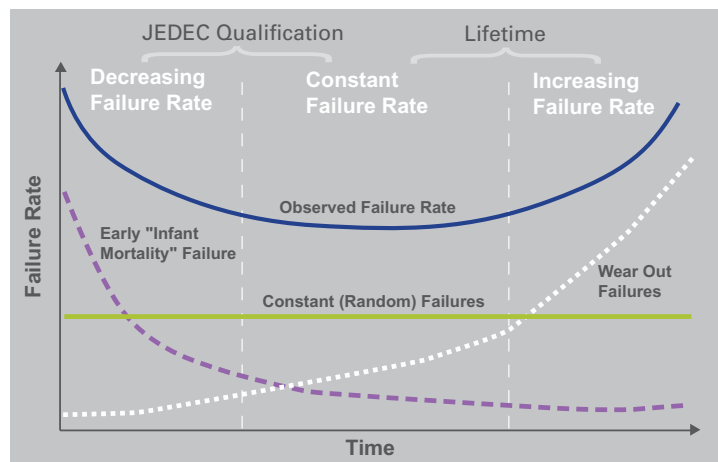 JEDEC Qualification
Lifetime
Decreasing
Failure Rate
Constant
Failure Rate
Increasing
Failure Rate
Observed Failure Rate
Early "Infant
Mortality" Failure
Wear Out
Failures
Constant (Random) Failures
Failure Rate
Time